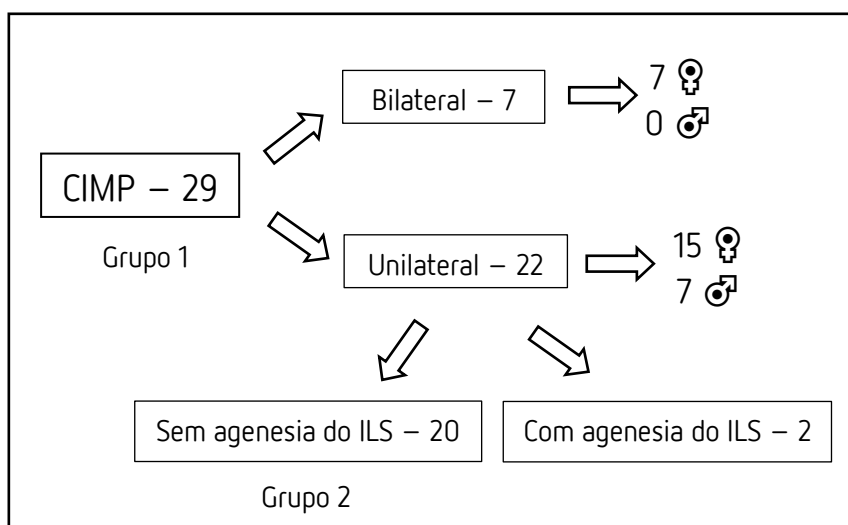 Bilateral – 7
7 ♀
0 ♂
CIMP – 29
Grupo 1
Unilateral – 22
15 ♀
7 ♂
Sem agenesia do ILS – 20
Com agenesia do ILS – 2
Grupo 2